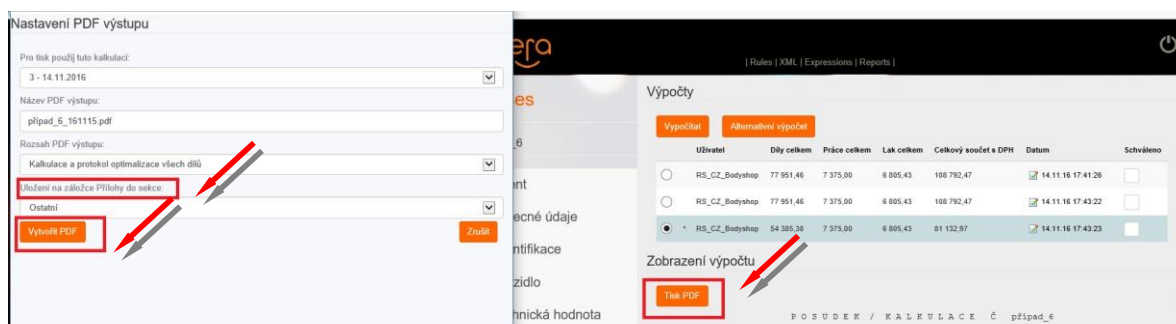 Nastavení PDF výstupu
Pro tisk použij tuto kalkulaci:
3 - 14.11.2016
Název PDF výstupu:
případ_6_161115.pdf
Rozsah PDF výstupu:
Kalkulace a protokol optimalizace všech dílů
Uložení na záložce Přílohy do sekce:
Ostatní
Vytvořit PDF Zrušit
era
| Rules | XML | Expressions | Reports |
es
_6
ent
ecné údaje
ntifikace
zidlo
hnická hodnota
Výpočty
Vypočítat Alternativní výpočet
Uživatel Díly celkem Práce celkem Lak celkem Celkový součet s DPH Datum Schváleno
RS_CZ_Bodyshop 77 951,46 7 375,00 6 805,43 108 792,47 14.11.16 17:41:26
RS_CZ_Bodyshop 77 951,46 7 375,00 6 805,43 108 792,47 14.11.16 17:43:22
* RS_CZ_Bodyshop 54 385,38 7 375,00 6 805,43 81 132,97 14.11.16 17:43:23
Zobrazení výpočtu
Tisk PDF
P O S U D E K / K A L K U L A C E Č případ_6